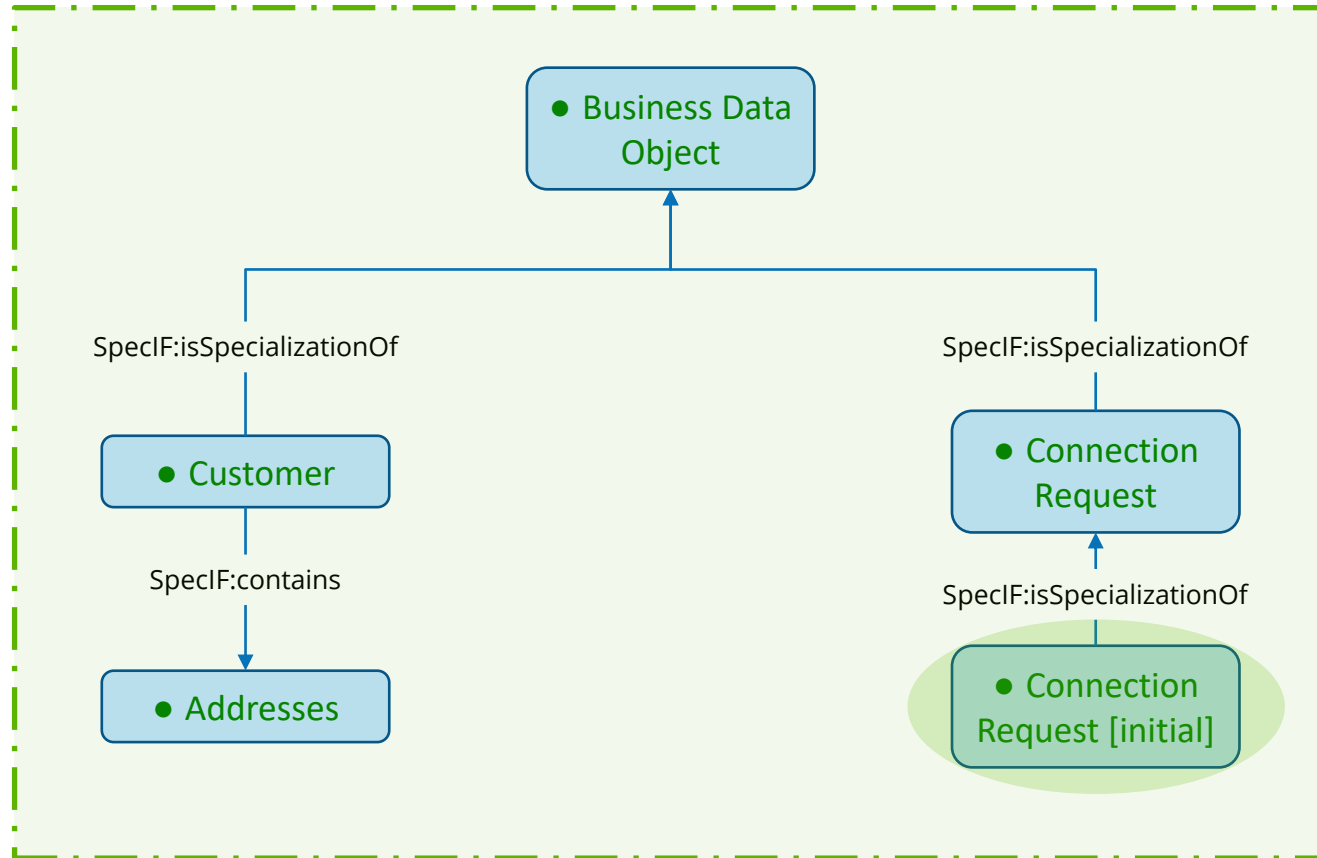 ● Business Data
Object
SpecIF:isSpecializationOf
SpecIF:isSpecializationOf
● Customer
● Connection
Request
SpecIF:contains
SpecIF:isSpecializationOf
● Addresses
● Connection
Request [initial]